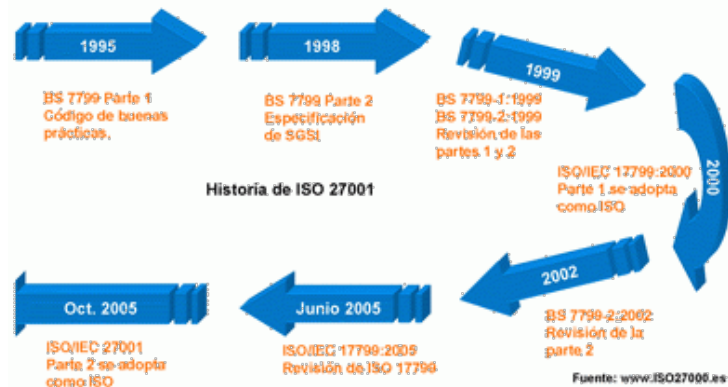 1995
BS 7799 Parte 1
Código de buenas
prácticas.
1998
BS 7799 Parte 2
Especificación
de SGSI
1999
BS 7799-1:1999
BS 7799-2:1999
Revisión de las
partes 1 y 2
2000
ISO/IEC 17799:2000
Parte 1 se adopta
como ISO
Historia de ISO 27001
2002
BS 7799-2:2002
Revisión de la
parte 2
Junio 2005
ISO/IEC 17799:2005
Revisión de ISO 17799
Oct. 2005
ISO/IEC 27001
Parte 2 se adopta
como ISO
Fuente: www.ISO27000.es